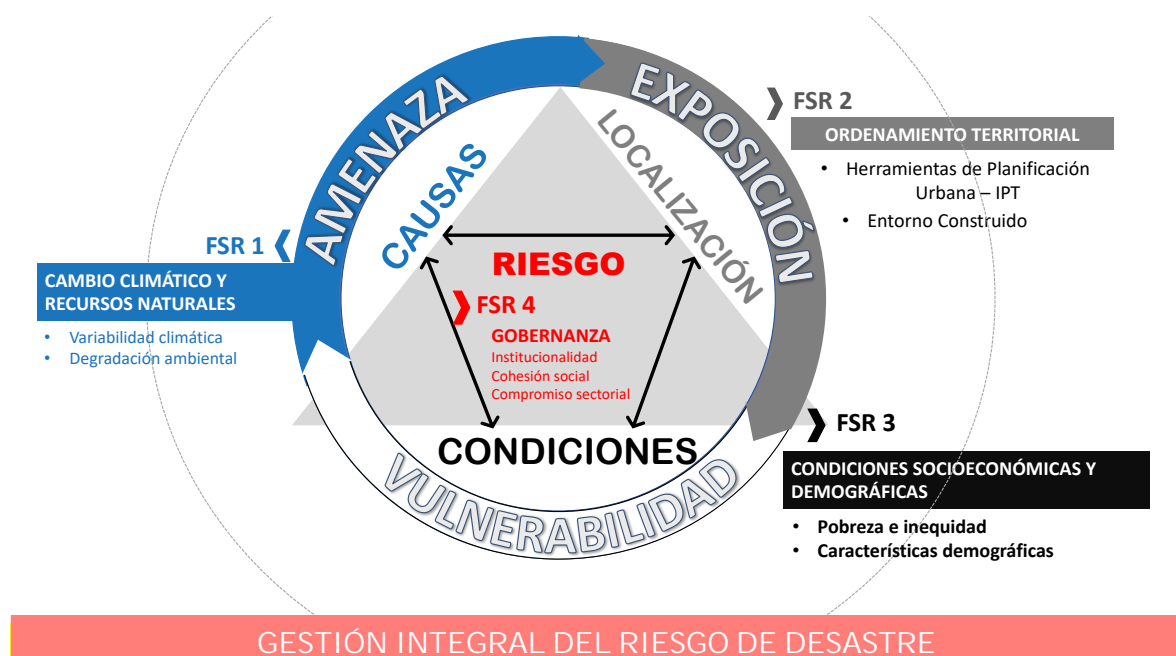 AMENAZA
EXPOSICIÓN
CAUSAS
LOCALIZACIÓN
FSR 1
CAMBIO CLIMÁTICO Y
RECURSOS NATURALES
• Variabilidad climática
• Degradación ambiental
FSR 2
ORDENAMIENTO TERRITORIAL
• Herramientas de Planificación
Urbana – IPT
• Entorno Construido
RIESGO
FSR 4
GOBERNANZA
Institucionalidad
Cohesión social
Compromiso sectorial
CONDICIONES
VULNERABILIDAD
FSR 3
CONDICIONES SOCIOECONÓMICAS Y
DEMOGRÁFICAS
• Pobreza e inequidad
• Característícas demográficas
GESTIÓN INTEGRAL DEL RIESGO DE DESASTRE